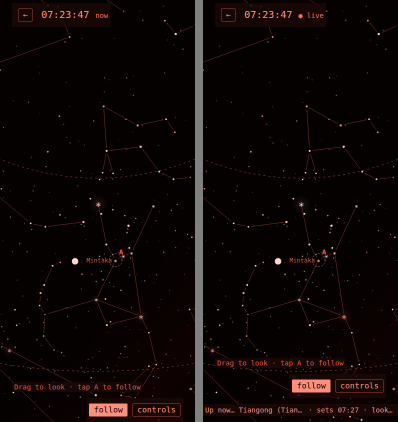 ← 07:23:47 now
A
Mintaka
Drag to look · tap A to follow
follow controls
← 07:23:47 ● live
A
Mintaka
Drag to look · tap A to follow
follow controls
Up now… Tiangong (Tian… · sets 07:27 · look…